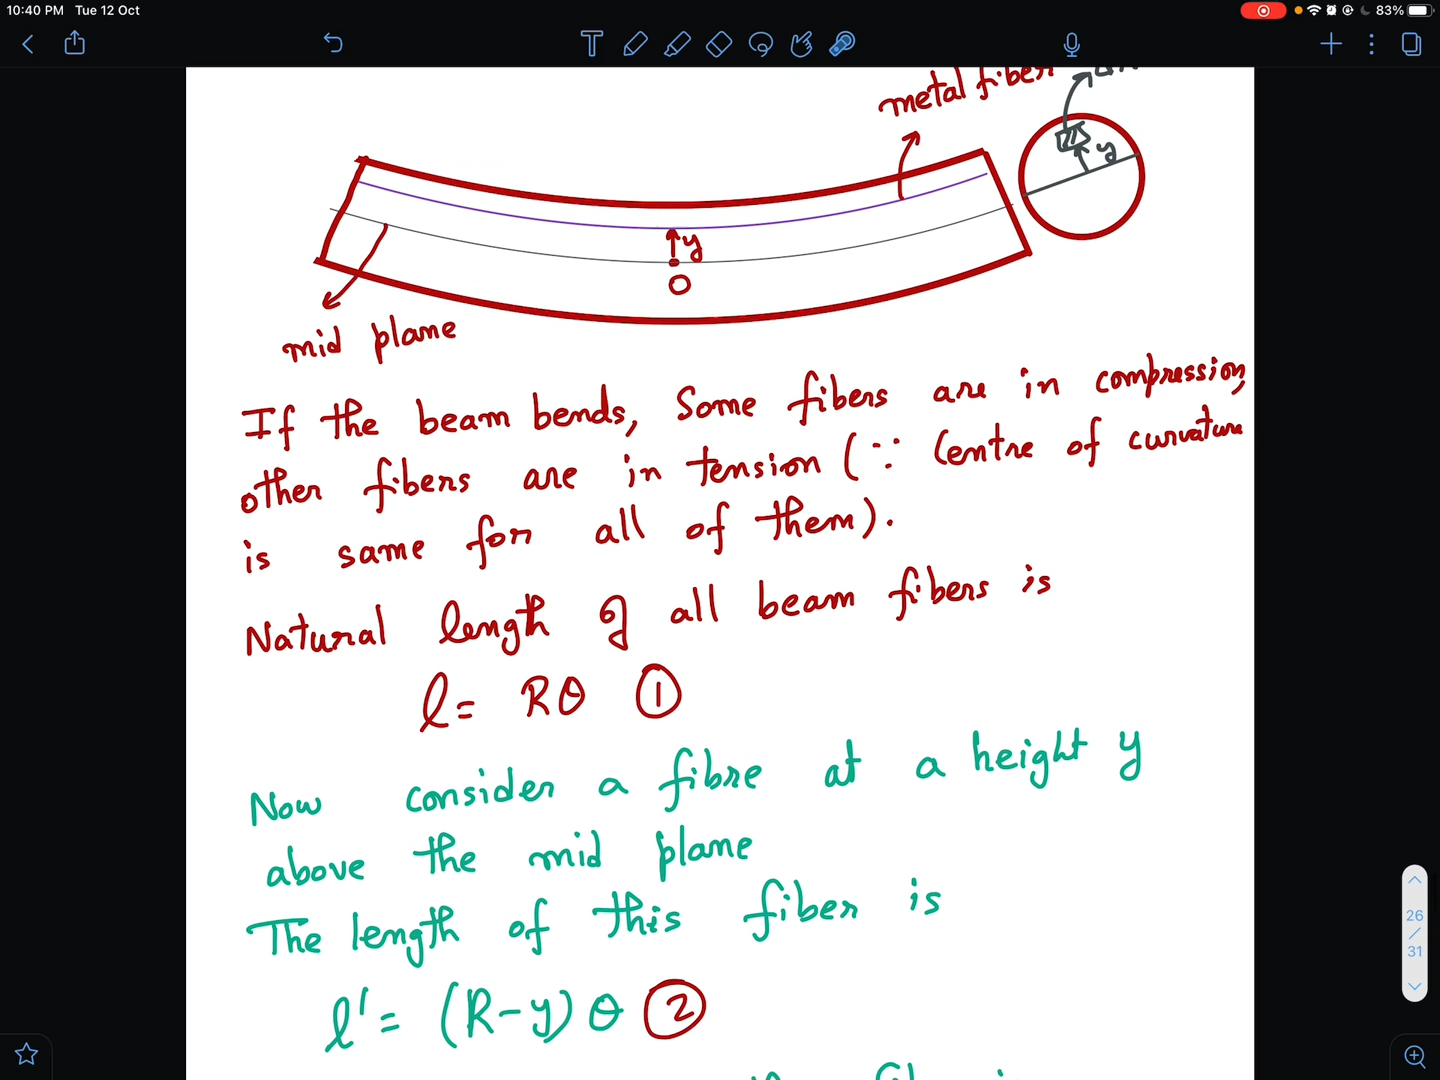 10:40 PM Tue 12 Oct
83%
metal fiber
y
y
O
mid plane
If the beam bends, Some fibers are in compression,
other fibers are in tension (∵ Centre of curvature
is same for all of them).
Natural length of all beam fibers is
l = Rθ ①
Now consider a fibre at a height y
above the mid plane
The length of this fiber is
l' = (R-y) θ ②
26
/
31